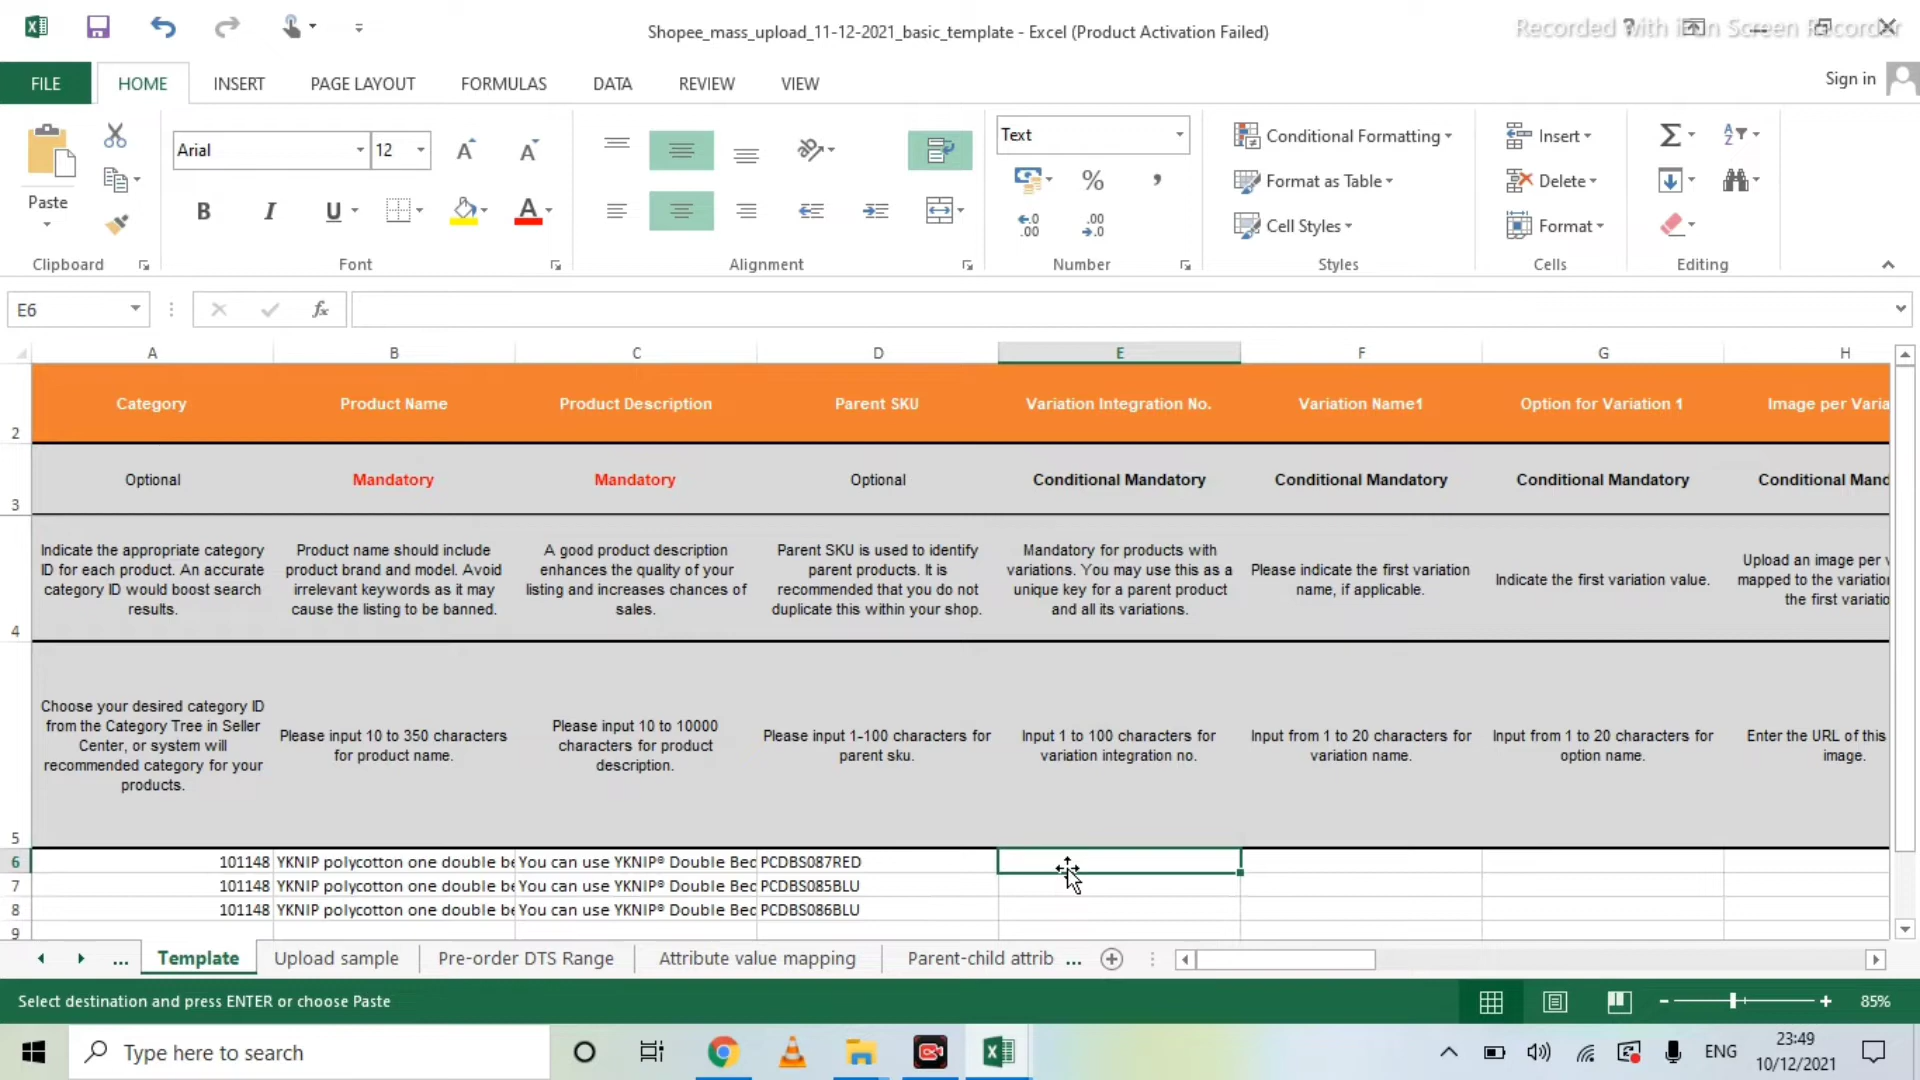 Shopee_mass_upload_11-12-2021_basic_template - Excel (Product Activation Failed)
Recorded with iFun Screen Recorder
FILE HOME INSERT PAGE LAYOUT FORMULAS DATA REVIEW VIEW Sign in
Paste
Arial 12
Text
Conditional Formatting
Format as Table
Cell Styles
Insert
Delete
Format
Clipboard Font Alignment Number Styles Cells Editing
E6
fx
A B C D E F G H
2 Category Product Name Product Description Parent SKU Variation Integration No. Variation Name1 Option for Variation 1 Image per Varia
3 Optional Mandatory Mandatory Optional Conditional Mandatory Conditional Mandatory Conditional Mandatory Conditional Mand
4
Indicate the appropriate category
ID for each product. An accurate
category ID would boost search
results.
Product name should include
product brand and model. Avoid
irrelevant keywords as it may
cause the listing to be banned.
A good product description
enhances the quality of your
listing and increases chances of
sales.
Parent SKU is used to identify
parent products. It is
recommended that you do not
duplicate this within your shop.
Mandatory for products with
variations. You may use this as a
unique key for a parent product
and all its variations.
Please indicate the first variation
name, if applicable.
Indicate the first variation value.
Upload an image per v
mapped to the variation
the first variatio
5
Choose your desired category ID
from the Category Tree in Seller
Center, or system will
recommended category for your
products.
Please input 10 to 350 characters
for product name.
Please input 10 to 10000
characters for product
description.
Please input 1-100 characters for
parent sku.
Input 1 to 100 characters for
variation integration no.
Input from 1 to 20 characters for
variation name.
Input from 1 to 20 characters for
option name.
Enter the URL of this
image.
6 101148 YKNIP polycotton one double be You can use YKNIP® Double Bed PCDBS087RED
7 101148 YKNIP polycotton one double be You can use YKNIP® Double Bed PCDBS085BLU
8 101148 YKNIP polycotton one double be You can use YKNIP® Double Bed PCDBS086BLU
9
... Template Upload sample Pre-order DTS Range Attribute value mapping Parent-child attrib ...
Select destination and press ENTER or choose Paste 85%
Type here to search
ENG
23:49
10/12/2021